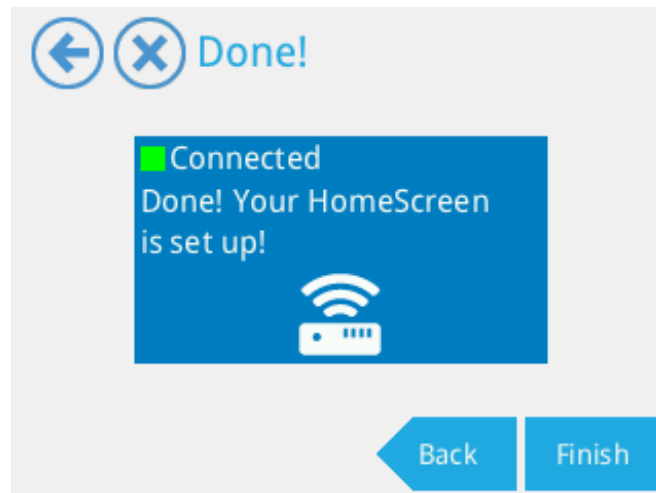 Done!
Connected
Done! Your HomeScreen
is set up!
Back
Finish